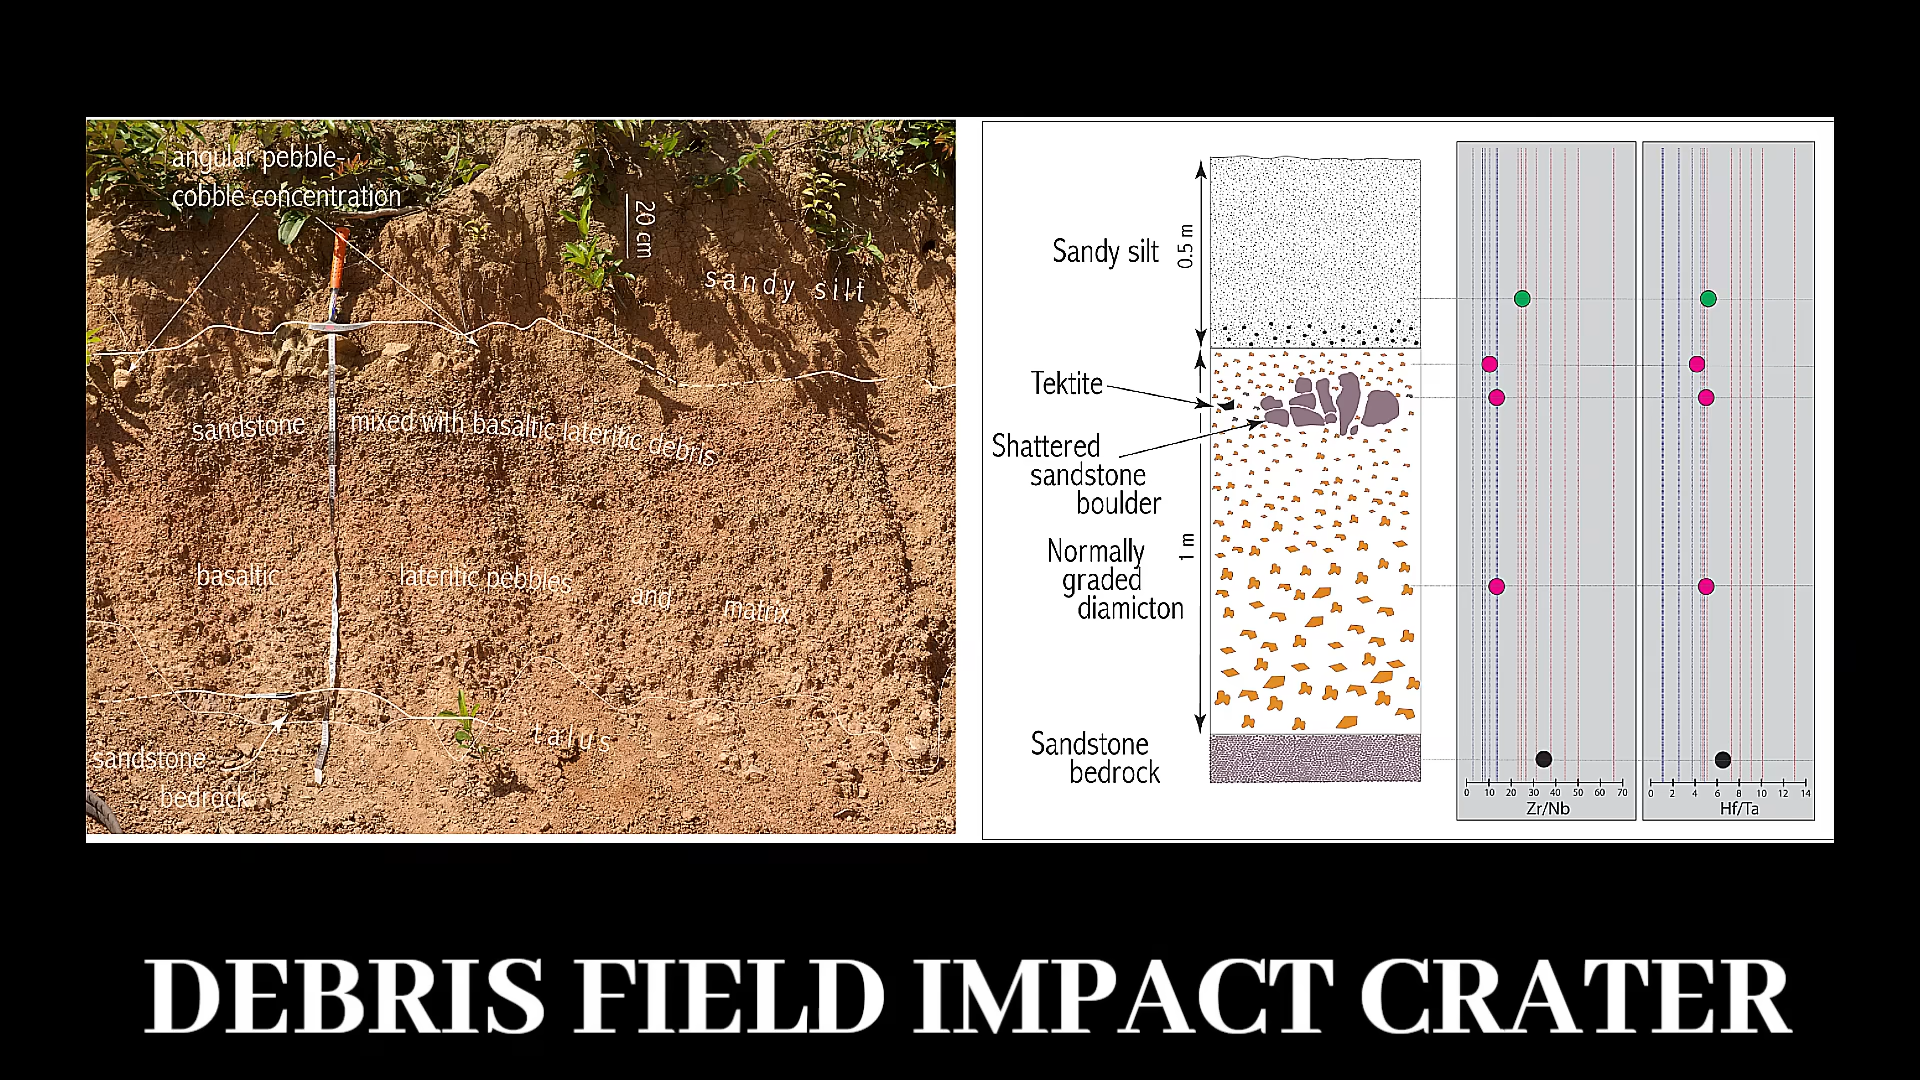 angular pebble-
cobble concentration
20 cm
sandy silt
sandstone mixed with basaltic lateritic debris
basaltic lateritic pebbles and matrix
talus
sandstone
bedrock
Sandy silt
0.5 m
Tektite
Shattered
sandstone
boulder
Normally
graded
diamicton
1 m
Sandstone
bedrock
0 10 20 30 40 50 60 70
Zr/Nb
0 2 4 6 8 10 12 14
Hf/Ta
DEBRIS FIELD IMPACT CRATER